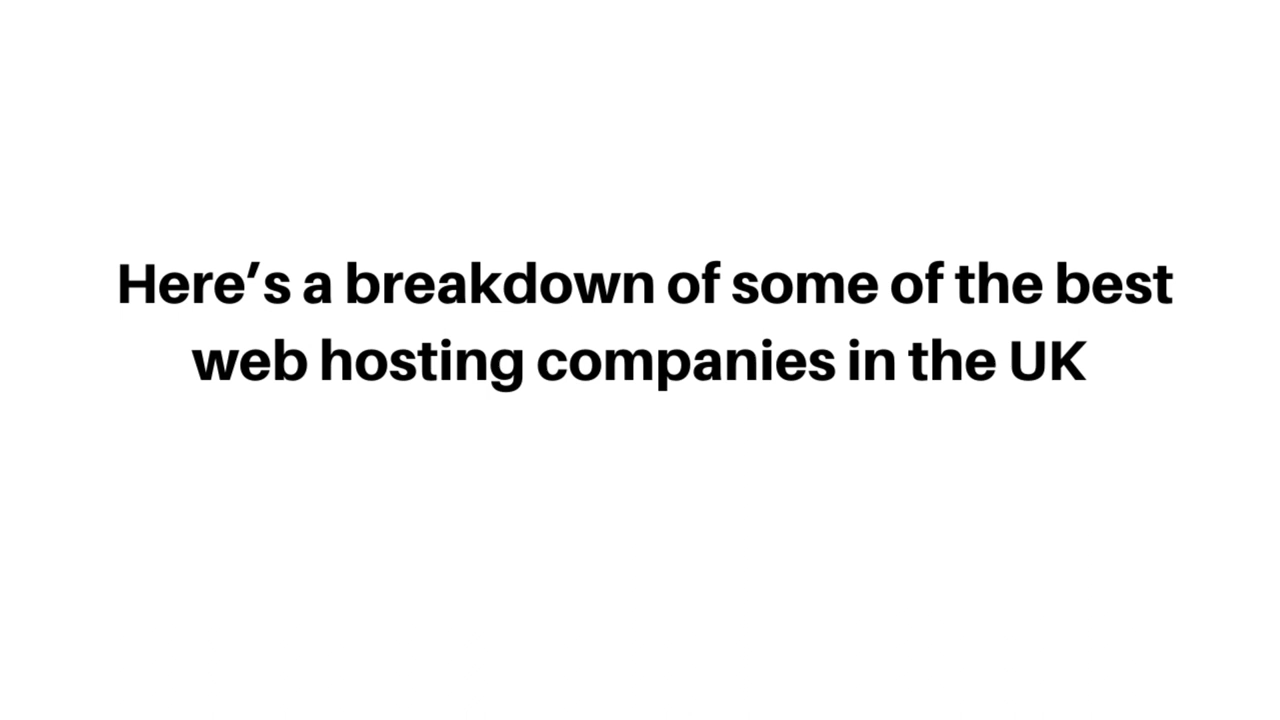 Here’s a breakdown of some of the best
web hosting companies in the UK